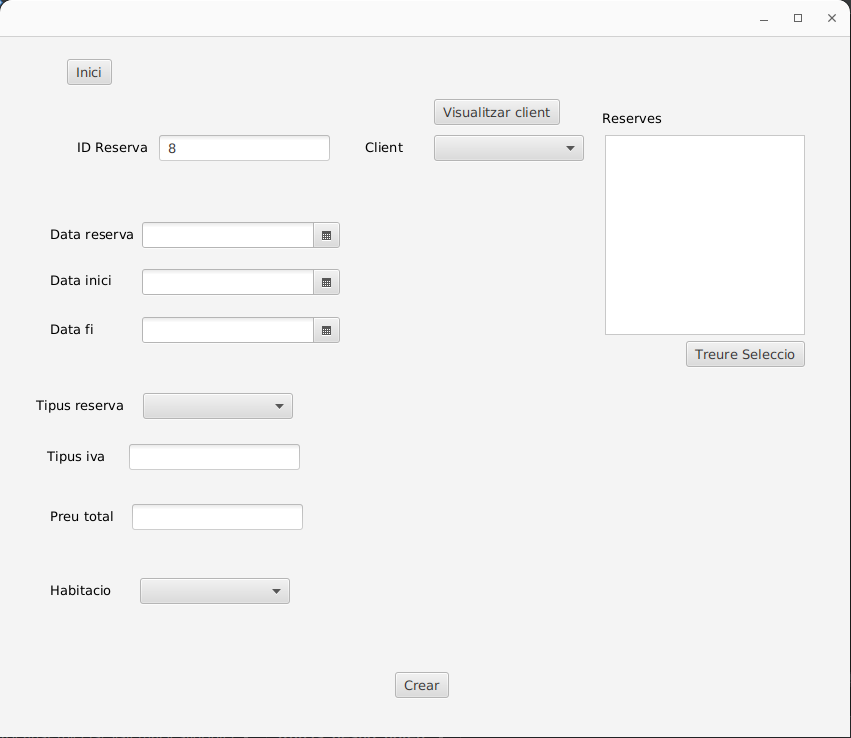 Inici
Visualitzar client
Reserves
ID Reserva 8 Client
Data reserva
Data inici
Data fi
Treure Seleccio
Tipus reserva
Tipus iva
Preu total
Habitacio
Crear